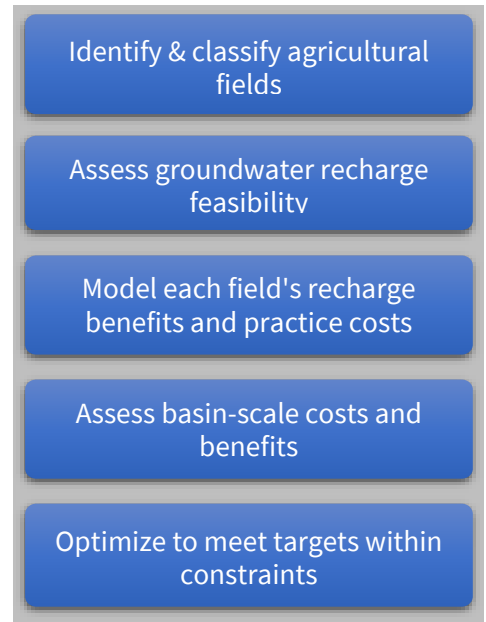 Identify & classify agricultural
fields
Assess groundwater recharge
feasibility
Model each field's recharge
benefits and practice costs
Assess basin-scale costs and
benefits
Optimize to meet targets within
constraints